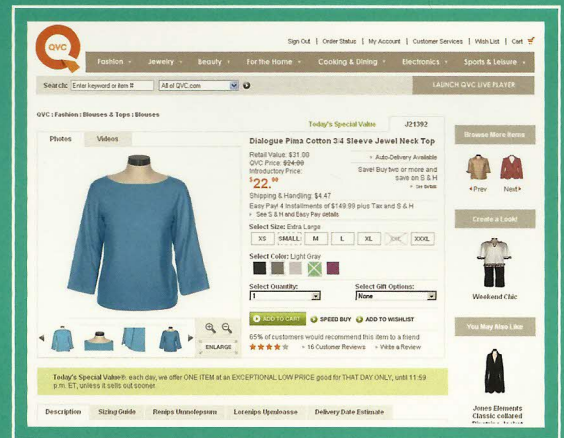 QVC
Sign Out | Order Status | My Account | Customer Services | Wish List | Cart
Fashion Jewelry Beauty For the Home Cooking & Dining Electronics Sports & Leisure
Search: Enter keyword or item # All of QVC.com LAUNCH QVC LIVE PLAYER
QVC : Fashion : Blouses & Tops : Blouses
Today's Special Value J21392
Photos Videos
Dialogue Pima Cotton 3/4 Sleeve Jewel Neck Top
Retail Value: $31.00
QVC Price: $24.00
Introductory Price:
$22.00
Shipping & Handling: $4.47
Auto-Delivery Available
Save! Buy two or more and
save on S & H
See details
Easy Pay! 4 Installments of $149.99 plus Tax and S & H
See S & H and Easy Pay details
Select Size: Extra Large
XS SMALL M L XL XXL XXXL
Select Color: Light Gray
Select Quantity: Select Gift Options:
1 None
ADD TO CART SPEED BUY ADD TO WISHLIST
65% of customers would recommend this item to a friend
16 Customer Reviews Write a Review
ENLARGE
Browse More Items
Prev Next
Create a Look!
Weekend Chic
You May Also Like
Jones Elements
Classic collared
Today's Special Value®: each day, we offer ONE ITEM at an EXCEPTIONAL LOW PRICE good for THAT DAY ONLY, until 11:59
p.m. ET, unless it sells out sooner.
Description Sizing Guide Renips Umnolepsum Lorenips Upmleasse Delivery Date Estimate